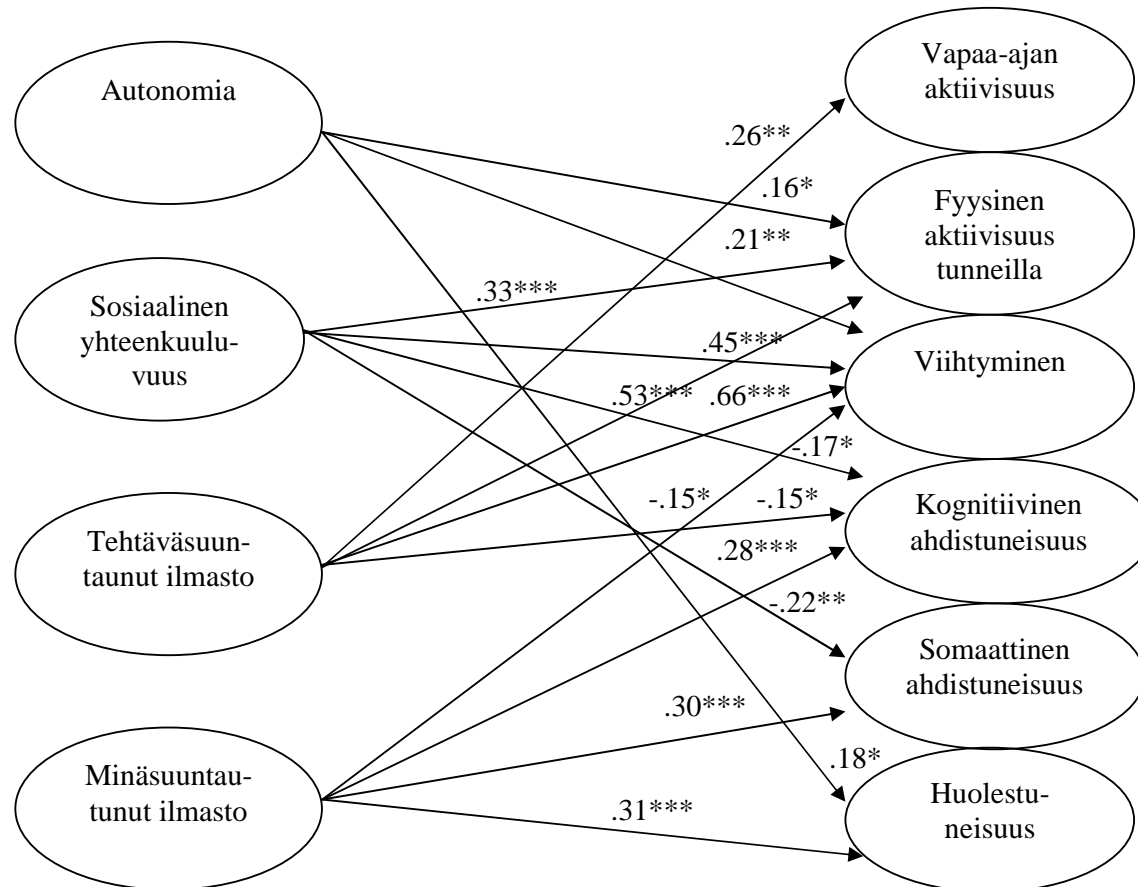 Autonomia
Sosiaalinen
yhteenkuulu-
vuus
Tehtäväsuun-
taunut ilmasto
Minäsuuntau-
tunut ilmasto
.26**
.16*
.21**
.33***
.45***
.53*** .66***
-.17*
-.15* -.15*
.28***
-.22**
.30***
.18*
.31***
Vapaa-ajan
aktiivisuus
Fyysinen
aktiivisuus
tunneilla
Viihtyminen
Kognitiivinen
ahdistuneisuus
Somaattinen
ahdistuneisuus
Huolestu-
neisuus